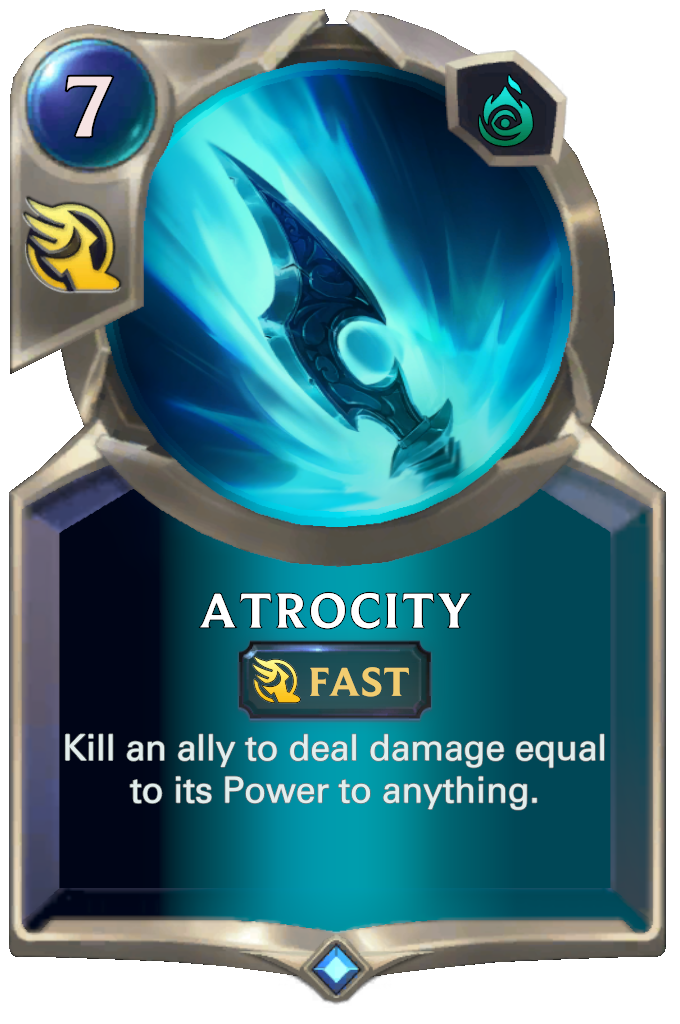 7
ATROCITY
FAST
Kill an ally to deal damage equal
to its Power to anything.